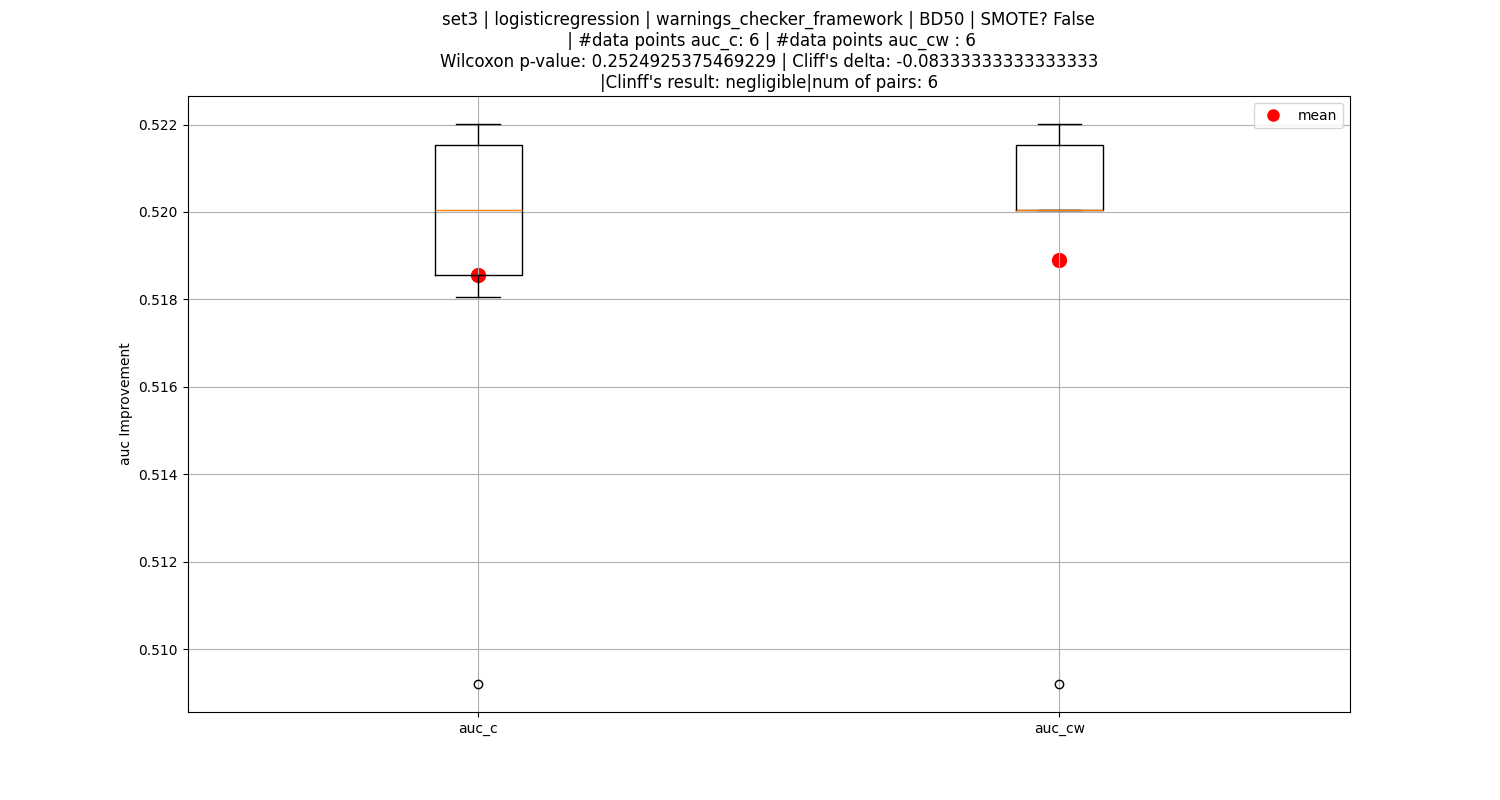 set3 | logisticregression | warnings_checker_framework | BD50 | SMOTE? False
| #data points auc_c: 6 | #data points auc_cw : 6
Wilcoxon p-value: 0.2524925375469229 | Cliff's delta: -0.08333333333333333
|Clinff's result: negligible|num of pairs: 6
mean
0.522
0.520
0.518
0.516
0.514
0.512
0.510
auc Improvement
auc_c
auc_cw